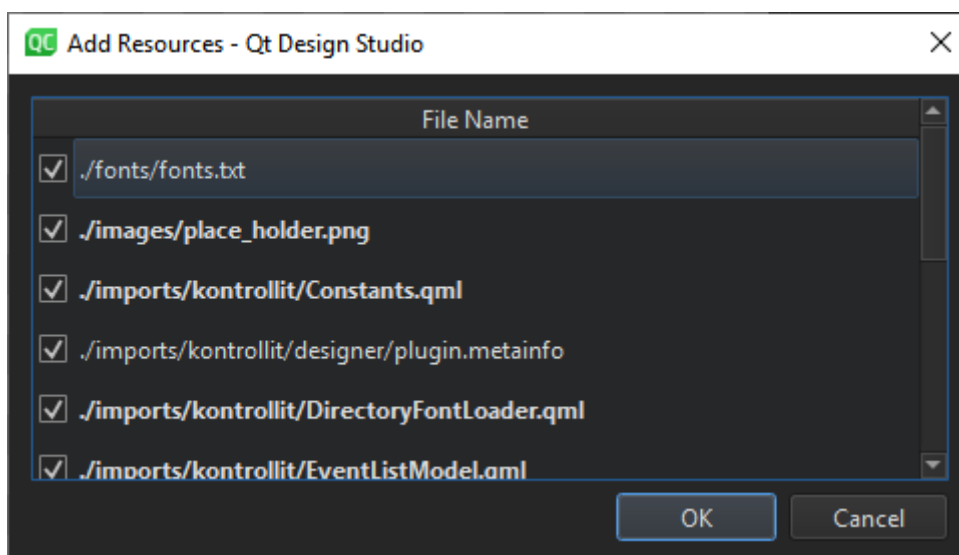 QC Add Resources - Qt Design Studio
File Name
./fonts/fonts.txt
./images/place_holder.png
./imports/kontrollit/Constants.qml
./imports/kontrollit/designer/plugin.metainfo
./imports/kontrollit/DirectoryFontLoader.qml
./imports/kontrollit/EventListModel.qml
OK Cancel